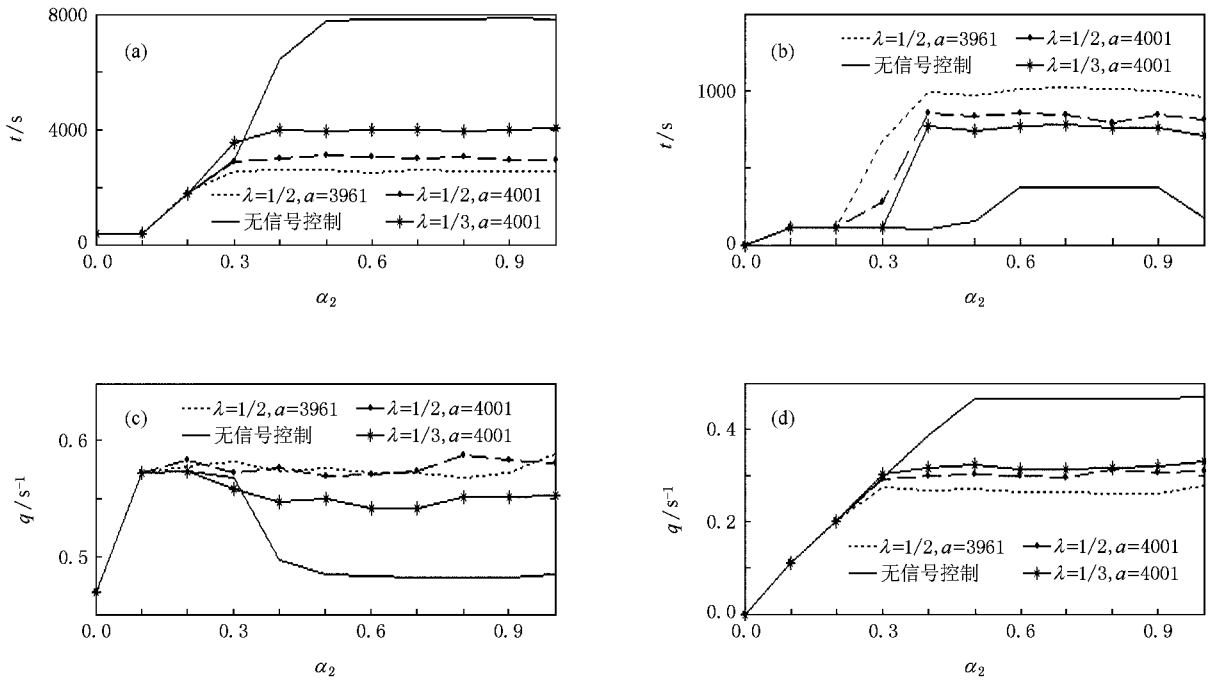 8000
4000
0
t/s
(a)
λ=1/2,a=3961 λ=1/2,a=4001
无信号控制 λ=1/3,a=4001
0.0 0.3 0.6 0.9
α₂
1000
0
t/s
(b)
λ=1/2,a=3961 λ=1/2,a=4001
无信号控制 λ=1/3,a=4001
0.0 0.3 0.6 0.9
α₂
0.6
0.5
q/s⁻¹
(c)
λ=1/2,a=3961 λ=1/2,a=4001
无信号控制 λ=1/3,a=4001
0.0 0.3 0.6 0.9
α₂
0.4
0.2
0.0
q/s⁻¹
(d)
λ=1/2,a=3961 λ=1/2,a=4001
无信号控制 λ=1/3,a=4001
0.0 0.3 0.6 0.9
α₂